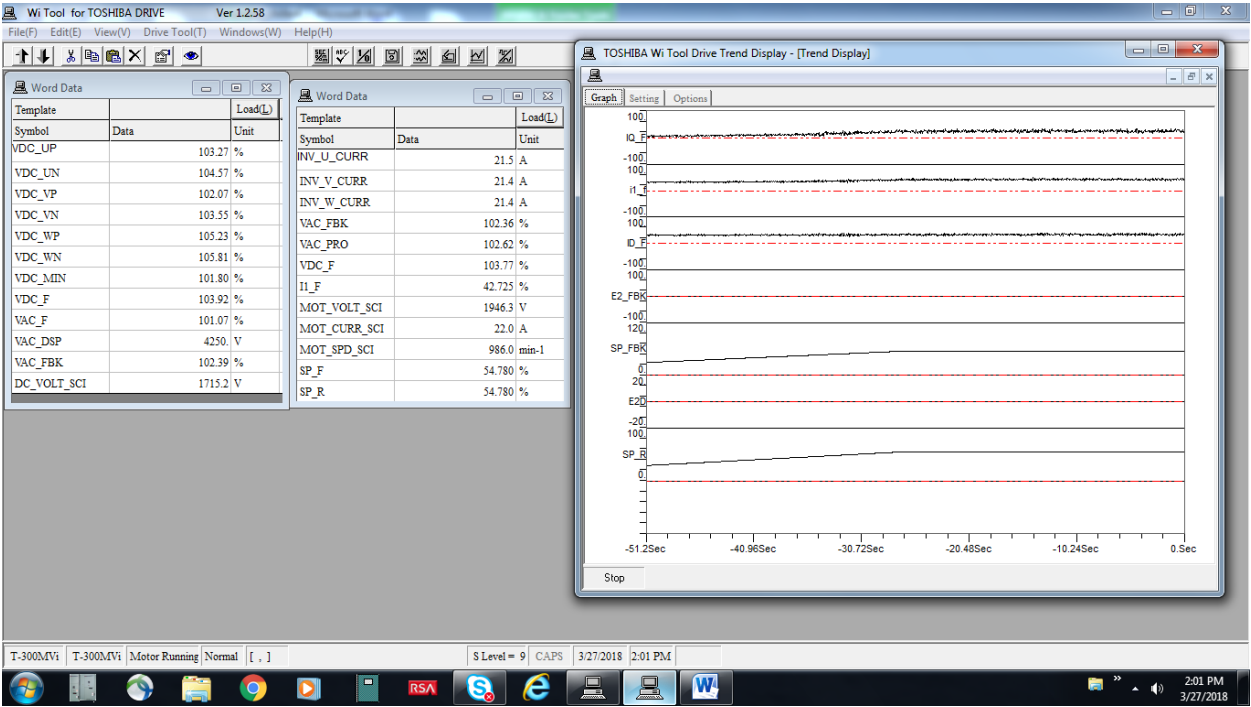 Wi Tool for TOSHIBA DRIVE Ver 1.2.58
File(F) Edit(E) View(V) Drive Tool(T) Windows(W) Help(H)
Word Data
Template Load(L)
Symbol Data Unit
VDC_UP 103.27 %
VDC_UN 104.57 %
VDC_VP 102.07 %
VDC_VN 103.55 %
VDC_WP 105.23 %
VDC_WN 105.81 %
VDC_MIN 101.80 %
VDC_F 103.92 %
VAC_F 101.07 %
VAC_DSP 4250. V
VAC_FBK 102.39 %
DC_VOLT_SCI 1715.2 V
Word Data
Template Load(L)
Symbol Data Unit
INV_U_CURR 21.5 A
INV_V_CURR 21.4 A
INV_W_CURR 21.4 A
VAC_FBK 102.36 %
VAC_PRO 102.62 %
VDC_F 103.77 %
I1_F 42.725 %
MOT_VOLT_SCI 1946.3 V
MOT_CURR_SCI 22.0 A
MOT_SPD_SCI 986.0 min-1
SP_F 54.780 %
SP_R 54.780 %
TOSHIBA Wi Tool Drive Trend Display - [Trend Display]
Graph Setting Options
100.
IQ_F
-100.
100.
i1_f
-100.
100.
ID_F
-100.
100.
E2_FBK
-100.
120.
SP_FBK
0.
20.
E2D
-20.
100.
SP_R
0.
-51.2Sec -40.96Sec -30.72Sec -20.48Sec -10.24Sec 0.Sec
Stop
T-300MVi T-300MVi Motor Running Normal [ , ] S Level = 9 CAPS 3/27/2018 2:01 PM
RSA S W 2:01 PM
3/27/2018